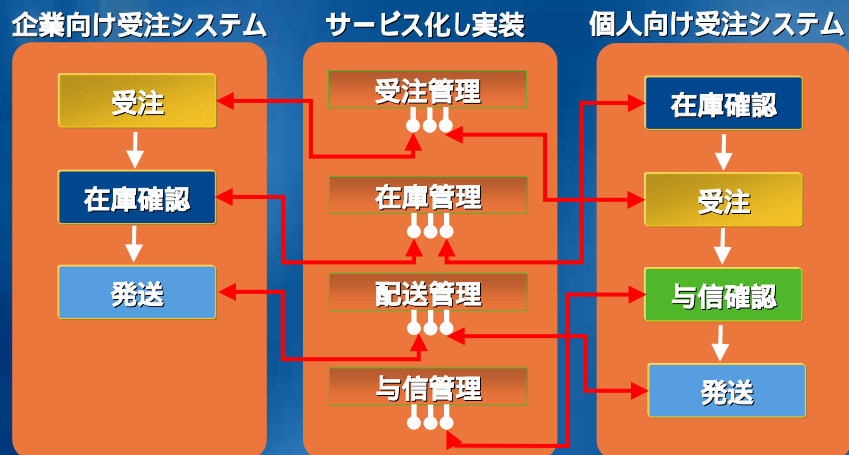 企業向け受注システム
受注
在庫確認
発送
サービス化し実装
受注管理
在庫管理
配送管理
与信管理
個人向け受注システム
在庫確認
受注
与信確認
発送